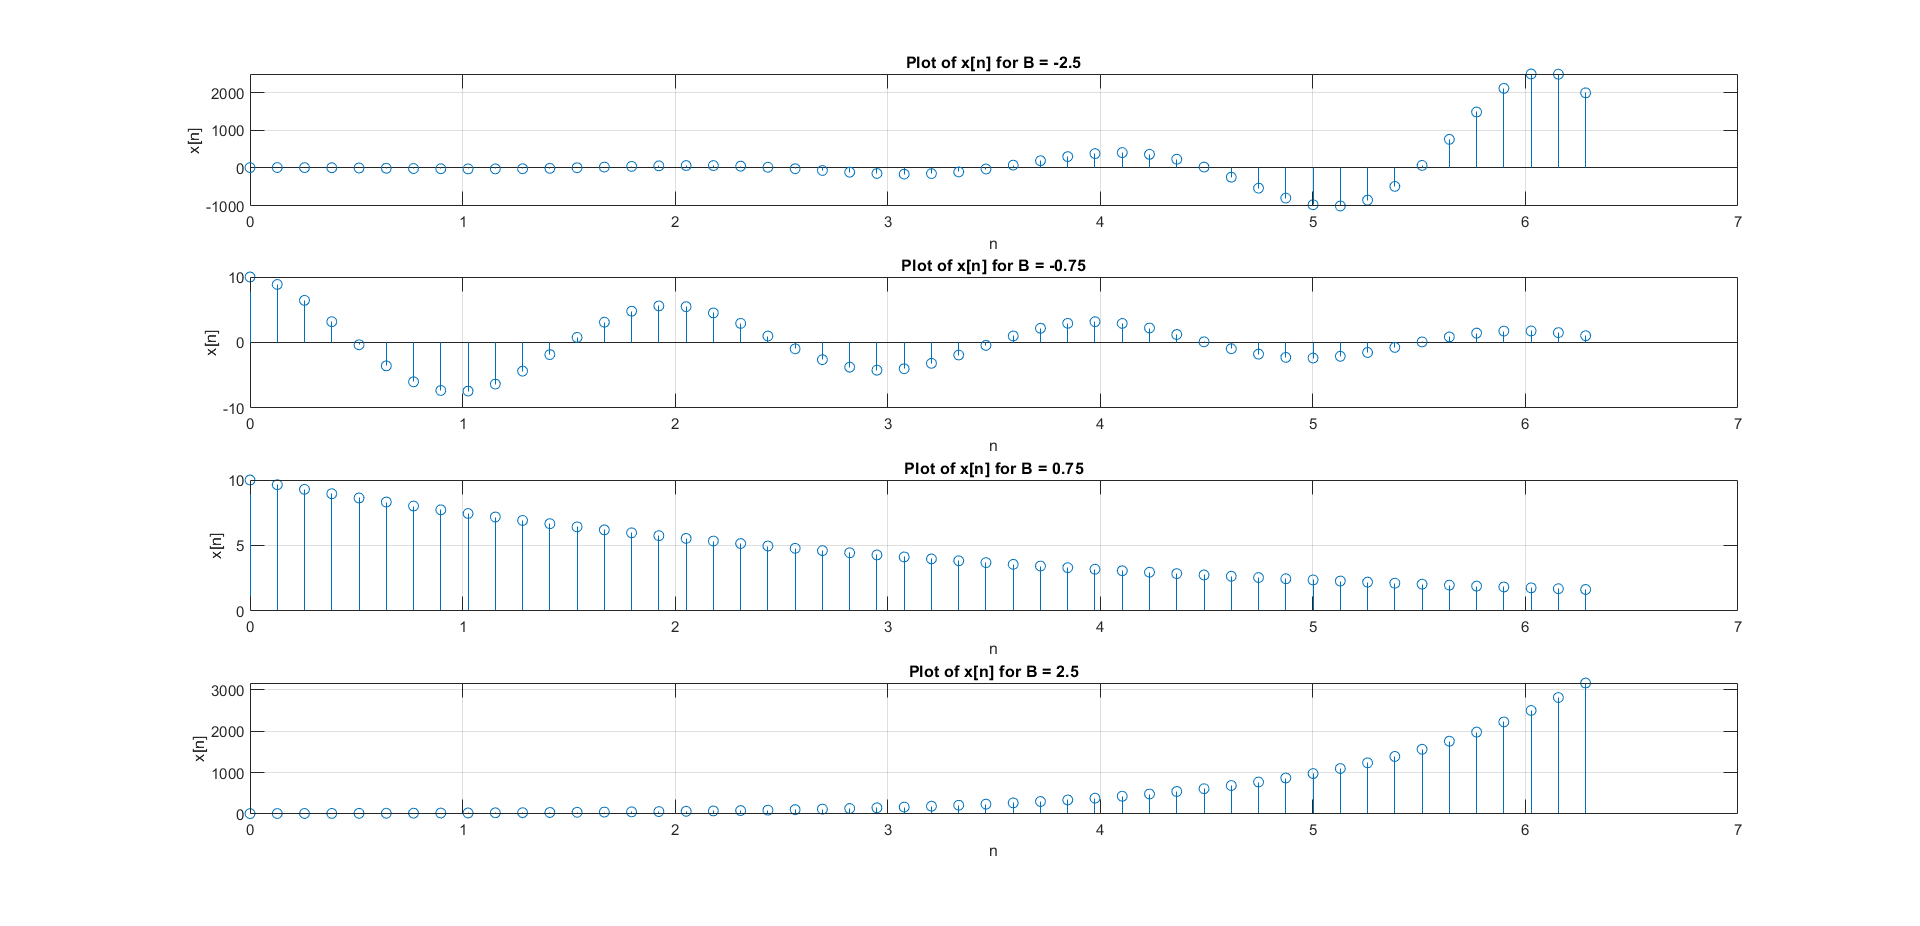 Plot of x[n] for B = -2.5
2000
1000
0
-1000
x[n]
0 1 2 3 4 5 6 7
n
Plot of x[n] for B = -0.75
10
0
-10
x[n]
0 1 2 3 4 5 6 7
n
Plot of x[n] for B = 0.75
10
5
0
x[n]
0 1 2 3 4 5 6 7
n
Plot of x[n] for B = 2.5
3000
2000
1000
0
x[n]
0 1 2 3 4 5 6 7
n